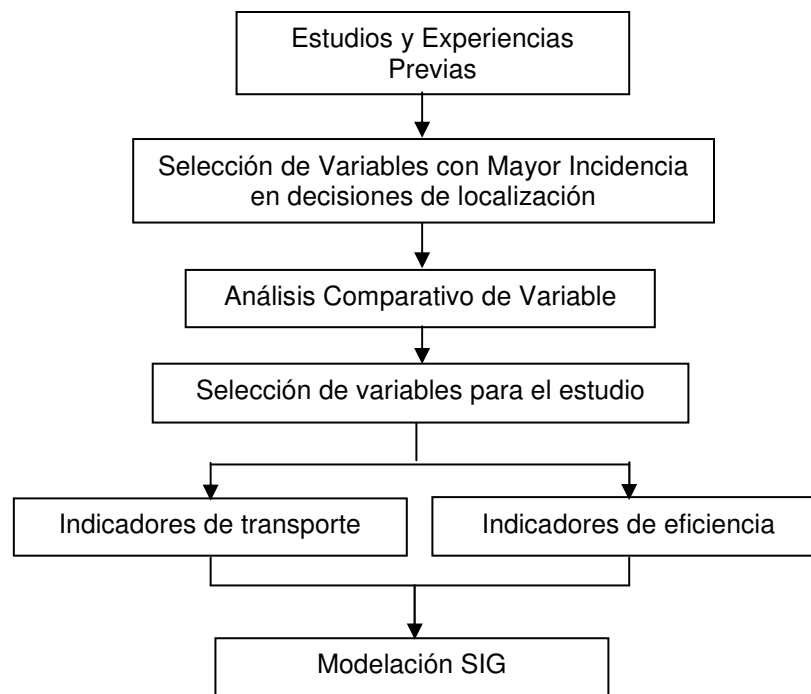 Estudios y Experiencias
Previas
Selección de Variables con Mayor Incidencia
en decisiones de localización
Análisis Comparativo de Variable
Selección de variables para el estudio
Indicadores de transporte
Indicadores de eficiencia
Modelación SIG